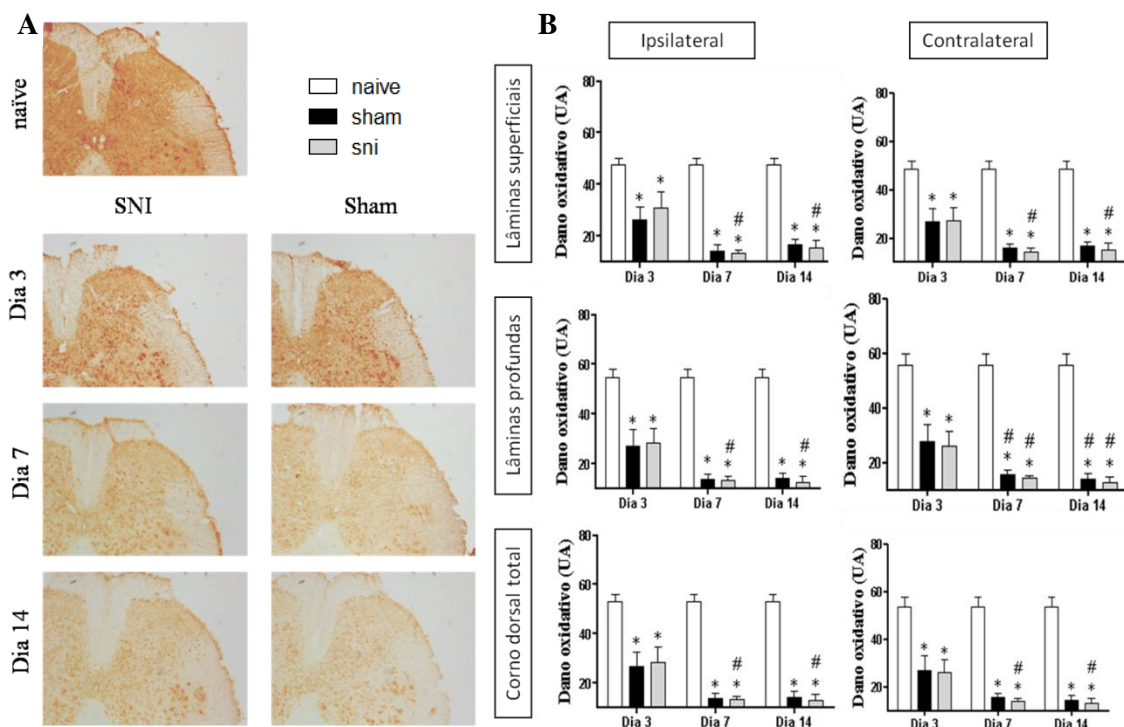 A
naïve
naive
sham
sni
SNI
Sham
Dia 3
Dia 7
Dia 14
B
Ipsilateral
Contralateral
Lâminas superficiais
Dano oxidativo (UA)
80
60
40
20
* * * # * * # *
Dia 3 Dia 7 Dia 14
Dano oxidativo (UA)
80
60
40
20
* * * # * * # *
Dia 3 Dia 7 Dia 14
Lâminas profundas
Dano oxidativo (UA)
80
60
40
20
* * * # * * # *
Dia 3 Dia 7 Dia 14
Dano oxidativo (UA)
80
60
40
20
* * # * # * # * # *
Dia 3 Dia 7 Dia 14
Corno dorsal total
Dano oxidativo (UA)
80
60
40
20
* * * # * * # *
Dia 3 Dia 7 Dia 14
Dano oxidativo (UA)
80
60
40
20
* * * # * * # *
Dia 3 Dia 7 Dia 14